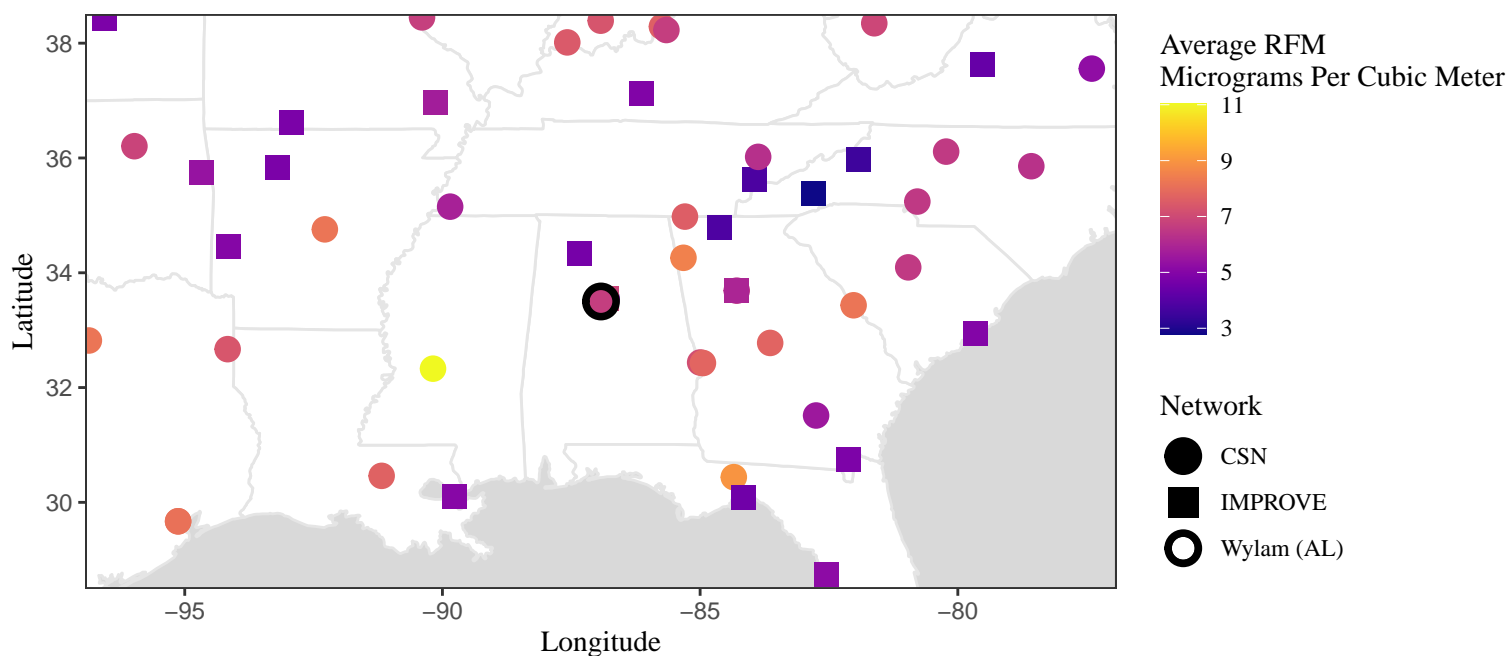 38
36
34
32
30
Latitude
−95
−90
−85
−80
Longitude
Average RFM
Micrograms Per Cubic Meter
11
9
7
5
3
Network
CSN
IMPROVE
Wylam (AL)